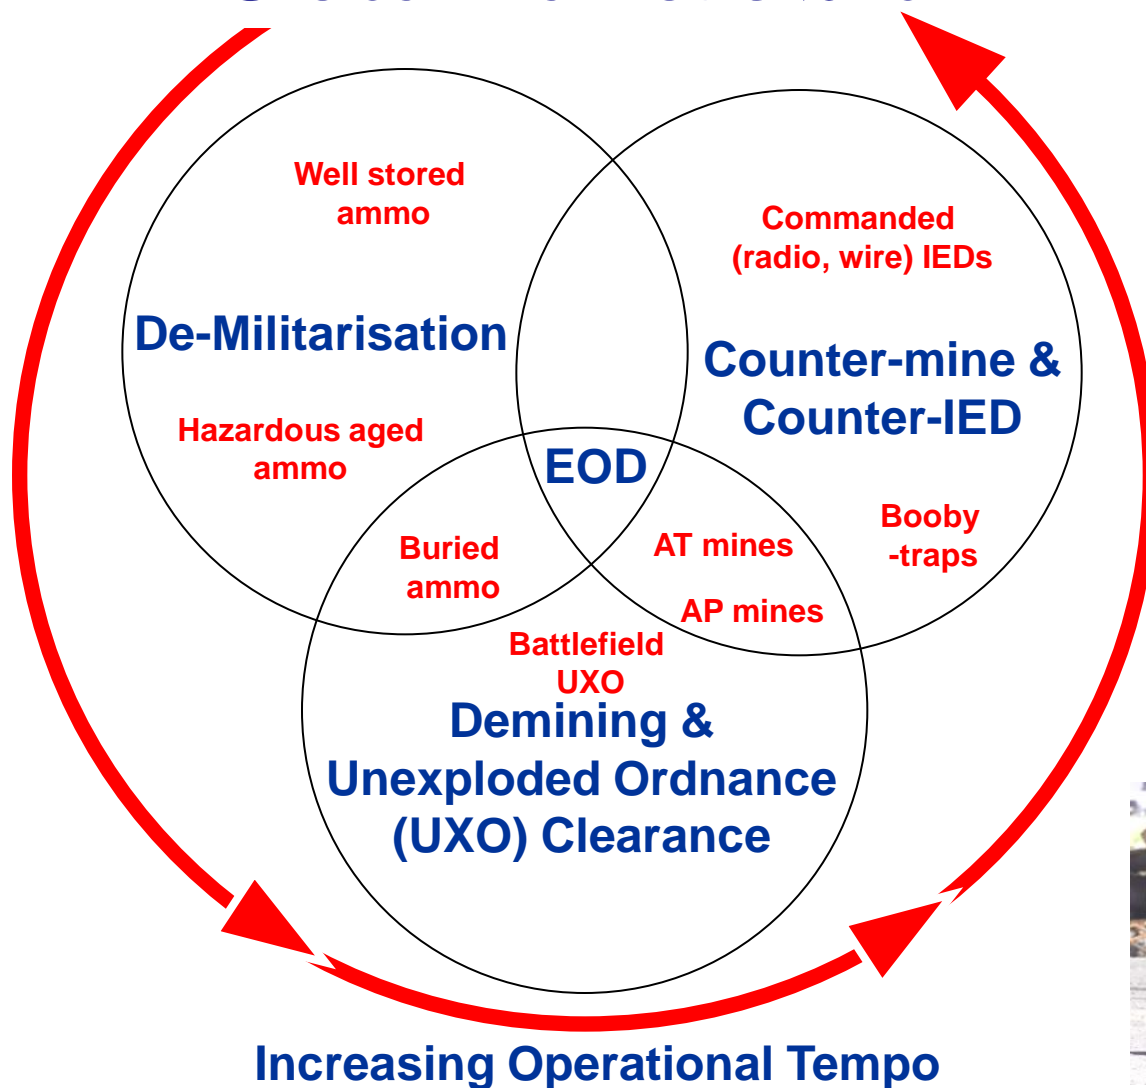 Well stored
ammo
Commanded
(radio, wire) IEDs
De-Militarisation
Counter-mine &
Counter-IED
Hazardous aged
ammo
EOD
Booby
-traps
Buried
ammo
AT mines
AP mines
Battlefield
UXO
Demining &
Unexploded Ordnance
(UXO) Clearance
Increasing Operational Tempo